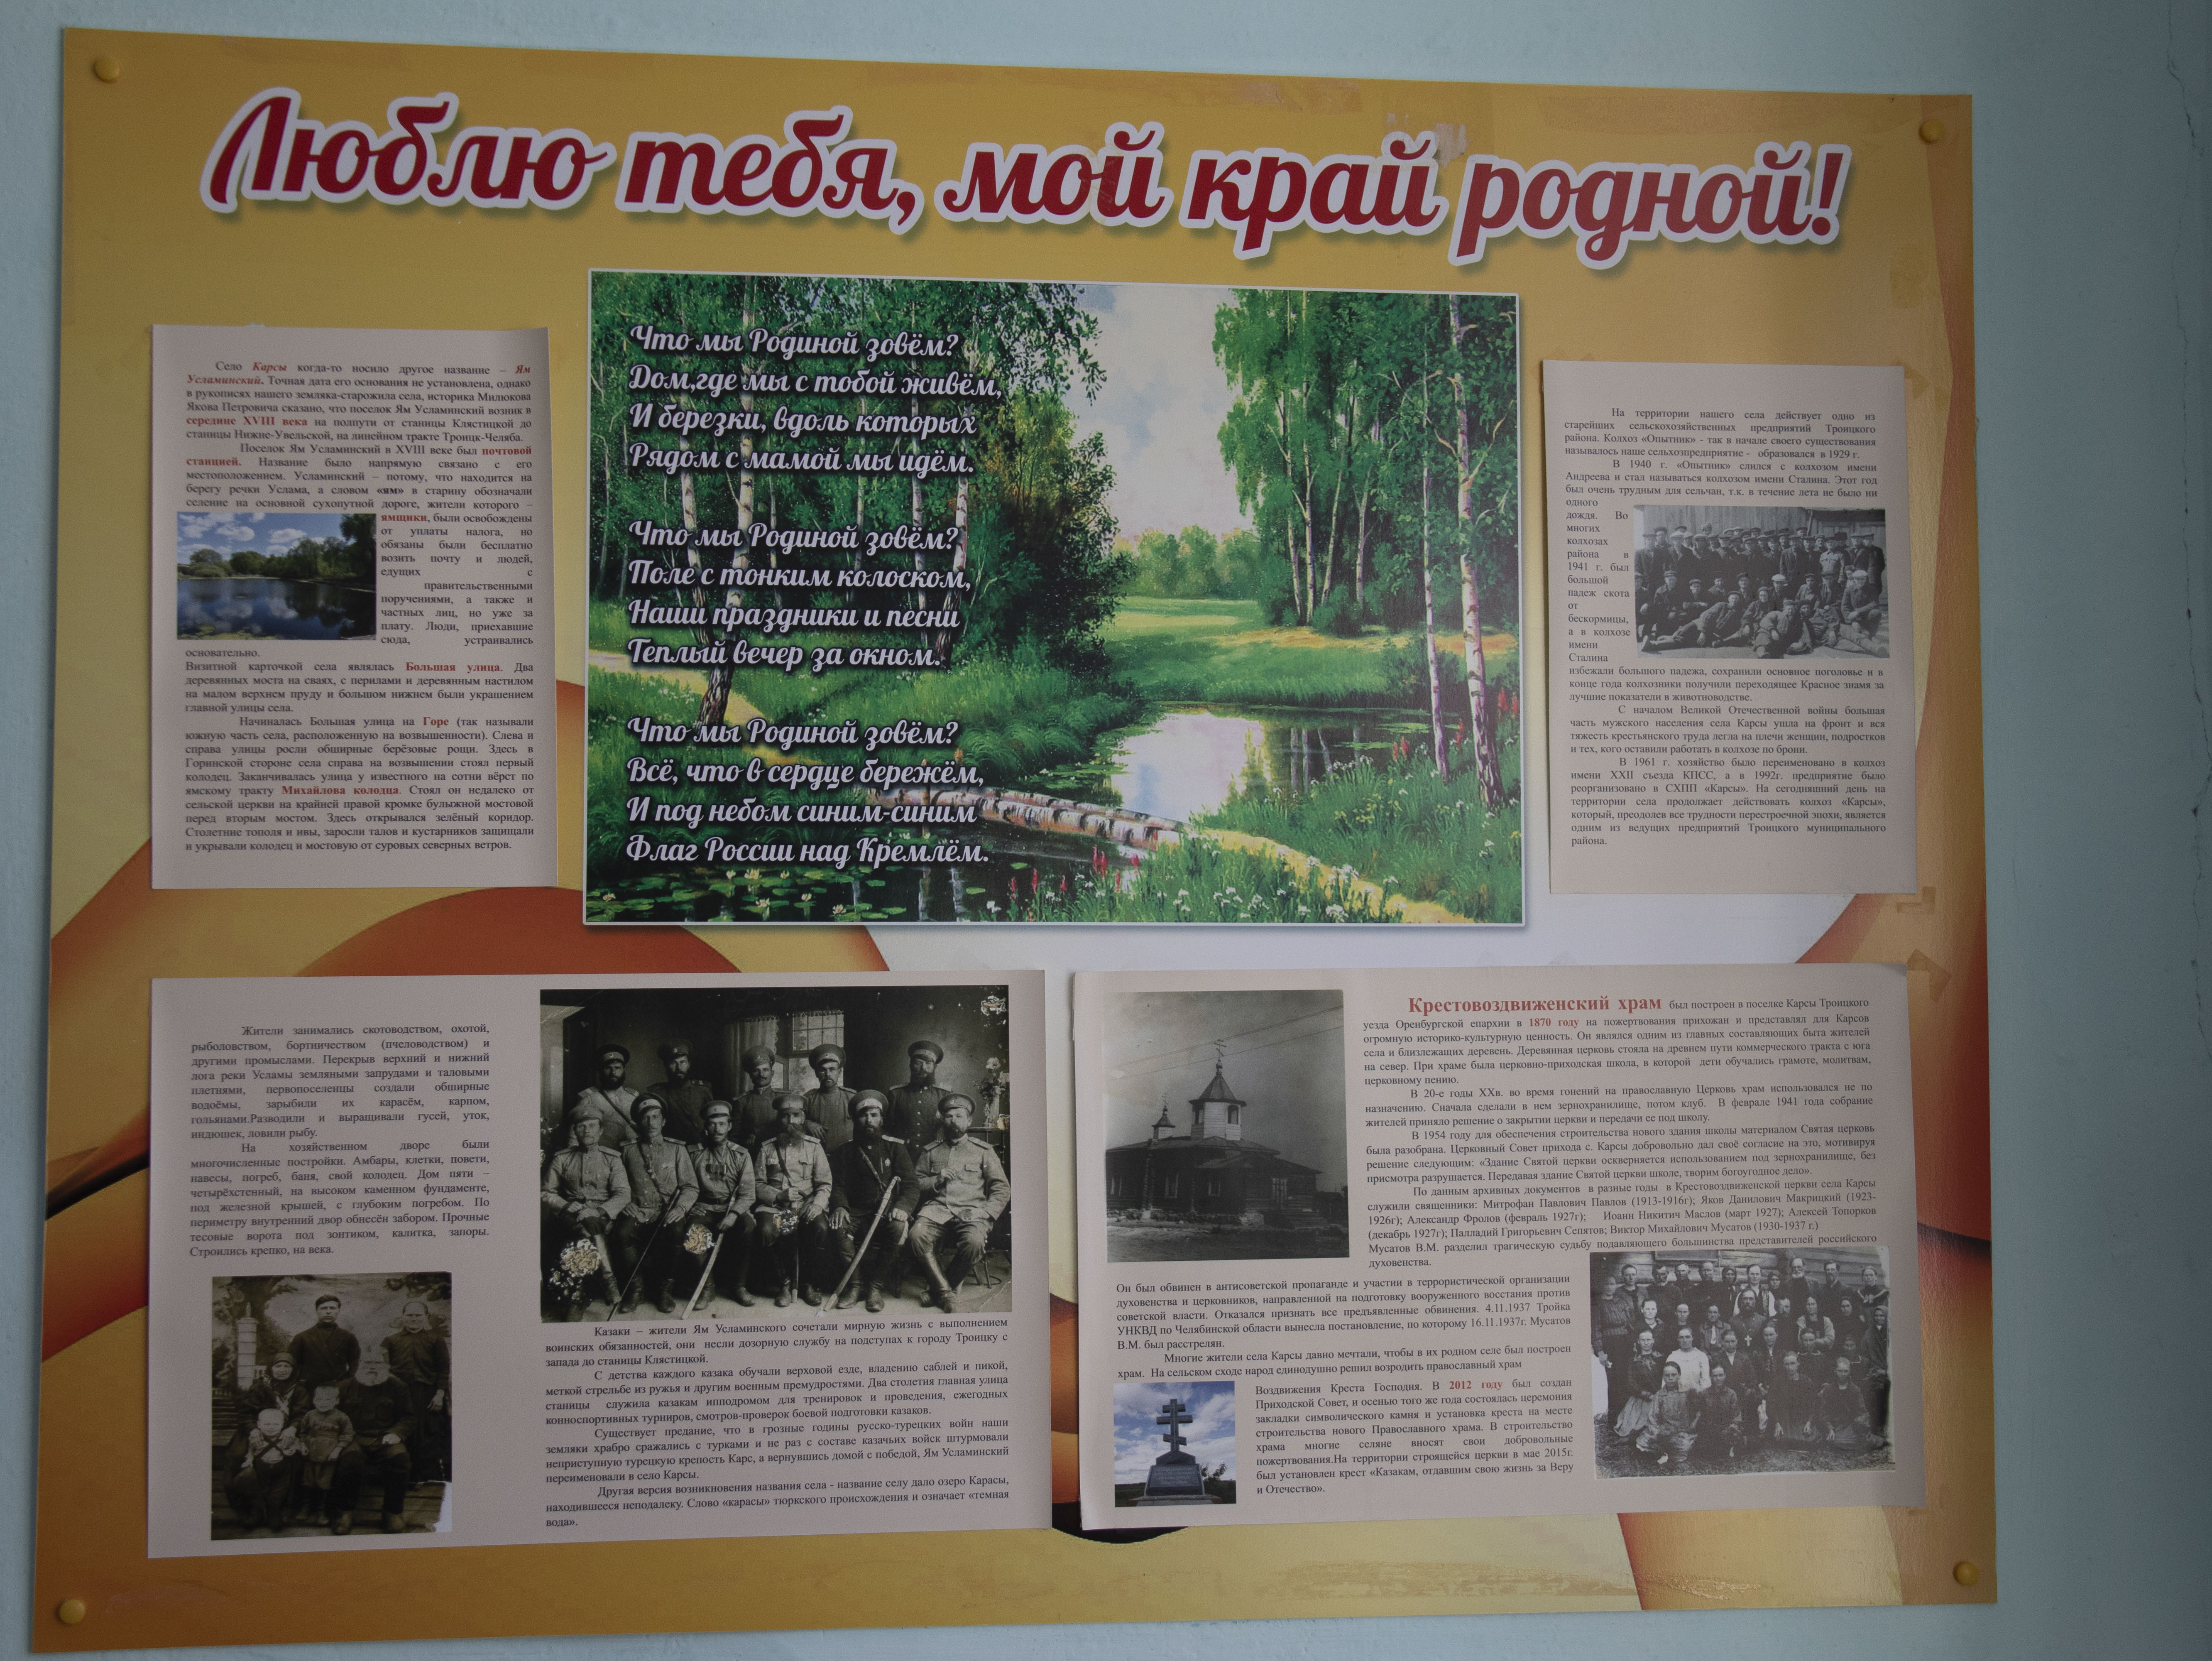 Люблю тебя, мой край родной!
Село Карсы когда-то носило другое название – Ям
Усламинский. Точная дата его основания не установлена, однако
в рукописях нашего земляка-старожила села, историка Милюкова
Якова Петровича сказано, что поселок Ям Усламинский возник в
середине XVIII века на полпути от станицы Клястицкой до
станицы Нижне-Увельской, на линейном тракте Троицк-Челяба.
Поселок Ям Усламинский в XVIII веке был почтовой
станцией. Название было напрямую связано с его
местоположением. Усламинский – потому, что находится на
берегу речки Услама, а словом «ям» в старину обозначали
селение на основной сухопутной дороге, жители которого –
ямщики, были освобождены
от уплаты налога, но
обязаны были бесплатно
возить почту и людей,
едущих с
правительственными
поручениями, а также и
частных лиц, но уже за
плату. Люди, приехавшие
сюда, устраивались
основательно.
Визитной карточкой села являлась Большая улица. Два
деревянных моста на сваях, с перилами и деревянным настилом
на малом верхнем пруду и большом нижнем были украшением
главной улицы села.
Начиналась Большая улица на Горе (так называли
южную часть села, расположенную на возвышенности). Слева и
справа улицы росли обширные берёзовые рощи. Здесь в
Горинской стороне села справа на возвышении стоял первый
колодец. Заканчивалась улица у известного на сотни вёрст по
ямскому тракту Михайлова колодца. Стоял он недалеко от
сельской церкви на крайней правой кромке булыжной мостовой
перед вторым мостом. Здесь открывался зелёный коридор.
Столетние тополя и ивы, заросли талов и кустарников защищали
и укрывали колодец и мостовую от суровых северных ветров.
Что мы Родиной зовём?
Дом,где мы с тобой живём,
И березки, вдоль которых
Рядом с мамой мы идём.
Что мы Родиной зовём?
Поле с тонким колоском,
Наши праздники и песни
Теплый вечер за окном.
Что мы Родиной зовём?
Всё, что в сердце бережём,
И под небом синим-синим
Флаг России над Кремлём.
На территории нашего села действует одно из
старейших сельскохозяйственных предприятий Троицкого
района. Колхоз «Опытник» - так в начале своего существования
называлось наше сельхозпредприятие - образовался в 1929 г.
В 1940 г. «Опытник» слился с колхозом имени
Андреева и стал называться колхозом имени Сталина. Этот год
был очень трудным для сельчан, т.к. в течение лета не было ни
одного
дождя. Во
многих
колхозах
района в
1941 г. был
большой
падеж скота
от
бескормицы,
а в колхозе
имени
Сталина
избежали большого падежа, сохранили основное поголовье и в
конце года колхозники получили переходящее Красное знамя за
лучшие показатели в животноводстве.
С началом Великой Отечественной войны большая
часть мужского населения села Карсы ушла на фронт и вся
тяжесть крестьянского труда легла на плечи женщин, подростков
и тех, кого оставили работать в колхозе по брони.
В 1961 г. хозяйство было переименовано в колхоз
имени XXII съезда КПСС, а в 1992г. предприятие было
реорганизовано в СХПП «Карсы». На сегодняшний день на
территории села продолжает действовать колхоз «Карсы»,
который, преодолев все трудности перестроечной эпохи, является
одним из ведущих предприятий Троицкого муниципального
района.
Жители занимались скотоводством, охотой,
рыболовством, бортничеством (пчеловодством) и
другими промыслами. Перекрыв верхний и нижний
лога реки Усламы земляными запрудами и таловыми
плетнями, первопоселенцы создали обширные
водоёмы, зарыбили их карасём, карпом,
гольянами.Разводили и выращивали гусей, уток,
индюшек, ловили рыбу.
На хозяйственном дворе были
многочисленные постройки. Амбары, клетки, повети,
навесы, погреб, баня, свой колодец. Дом пяти –
четырёхстенный, на высоком каменном фундаменте,
под железной крышей, с глубоким погребом. По
периметру внутренний двор обнесён забором. Прочные
тесовые ворота под зонтиком, калитка, запоры.
Строились крепко, на века.
Казаки – жители Ям Усламинского сочетали мирную жизнь с выполнением
воинских обязанностей, они несли дозорную службу на подступах к городу Троицку с
запада до станицы Клястицкой.
С детства каждого казака обучали верховой езде, владению саблей и пикой,
меткой стрельбе из ружья и другим военным премудростями. Два столетия главная улица
станицы служила казакам ипподромом для тренировок и проведения, ежегодных
конноспортивных турниров, смотров-проверок боевой подготовки казаков.
Существует предание, что в грозные годины русско-турецких войн наши
земляки храбро сражались с турками и не раз с составе казачьих войск штурмовали
неприступную турецкую крепость Карс, а вернувшись домой с победой, Ям Усламинский
переименовали в село Карсы.
Другая версия возникновения названия села - название селу дало озеро Карасы,
находившееся неподалеку. Слово «карасы» тюркского происхождения и означает «темная
вода».
Крестовоздвиженский храм был построен в поселке Карсы Троицкого
уезда Оренбургской епархии в 1870 году на пожертвования прихожан и представлял для Карсов
огромную историко-культурную ценность. Он являлся одним из главных составляющих быта жителей
села и близлежащих деревень. Деревянная церковь стояла на древнем пути коммерческого тракта с юга
на север. При храме была церковно-приходская школа, в которой дети обучались грамоте, молитвам,
церковному пению.
В 20-е годы XXв. во время гонений на православную Церковь храм использовался не по
назначению. Сначала сделали в нем зернохранилище, потом клуб. В феврале 1941 года собрание
жителей приняло решение о закрытии церкви и передачи ее под школу.
В 1954 году для обеспечения строительства нового здания школы материалом Святая церковь
была разобрана. Церковный Совет прихода с. Карсы добровольно дал своё согласие на это, мотивируя
решение следующим: «Здание Святой церкви оскверняется использованием под зернохранилище, без
присмотра разрушается. Передавая здание Святой церкви школе, творим богоугодное дело».
По данным архивных документов в разные годы в Крестовоздвиженской церкви села Карсы
служили священники: Митрофан Павлович Павлов (1913-1916г); Яков Данилович Макрицкий (1923-
1926г); Александр Фролов (февраль 1927г); Иоанн Никитич Маслов (март 1927); Алексей Топорков
(декабрь 1927г); Палладий Григорьевич Сепятов; Виктор Михайлович Мусатов (1930-1937 г.)
Мусатов В.М. разделил трагическую судьбу подавляющего большинства представителей российского
духовенства.
Он был обвинен в антисоветской пропаганде и участии в террористической организации
духовенства и церковников, направленной на подготовку вооруженного восстания против
советской власти. Отказался признать все предъявленные обвинения. 4.11.1937 Тройка
УНКВД по Челябинской области вынесла постановление, по которому 16.11.1937г. Мусатов
В.М. был расстрелян.
Многие жители села Карсы давно мечтали, чтобы в их родном селе был построен
храм. На сельском сходе народ единодушно решил возродить православный храм
Воздвижения Креста Господня. В 2012 году был создан
Приходской Совет, и осенью того же года состоялась церемония
закладки символического камня и установка креста на месте
строительства нового Православного храма. В строительство
храма многие селяне вносят свои добровольные
пожертвования.На территории строящейся церкви в мае 2015г.
был установлен крест «Казакам, отдавшим свою жизнь за Веру
и Отечество».